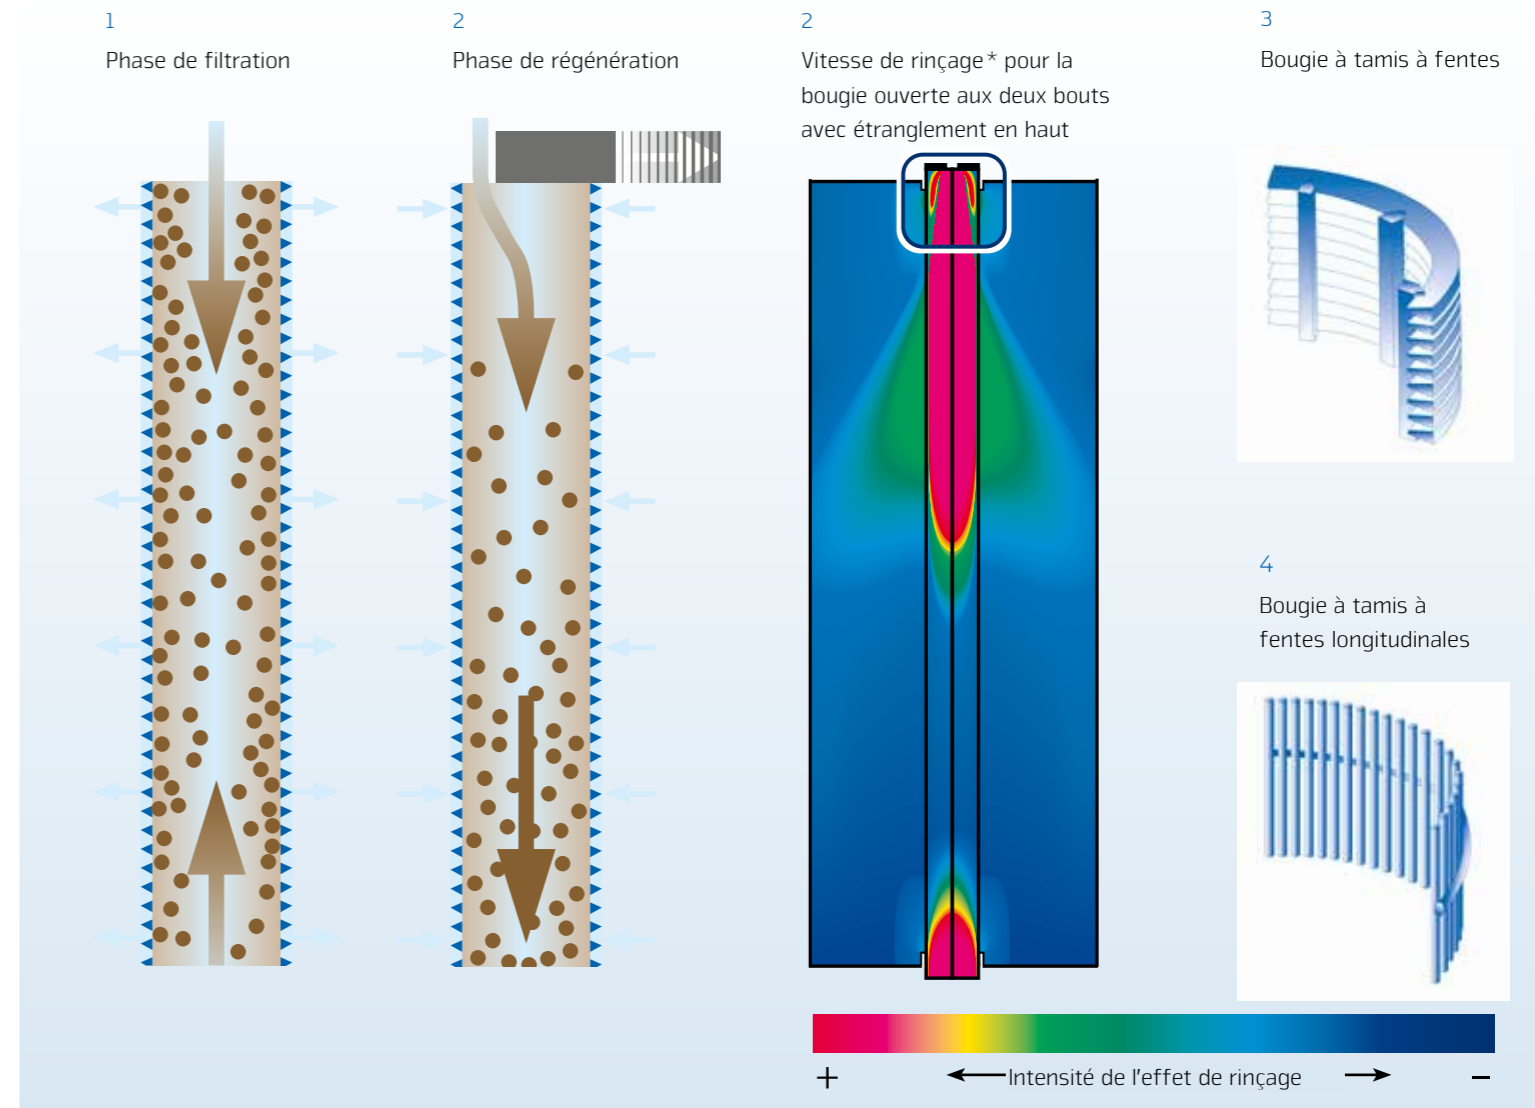 1
Phase de filtration
2
Phase de régénération
2
Vitesse de rinçage* pour la
bougie ouverte aux deux bouts
avec étranglement en haut
3
Bougie à tamis à fentes
4
Bougie à tamis à
fentes longitudinales
+ Intensité de l'effet de rinçage −